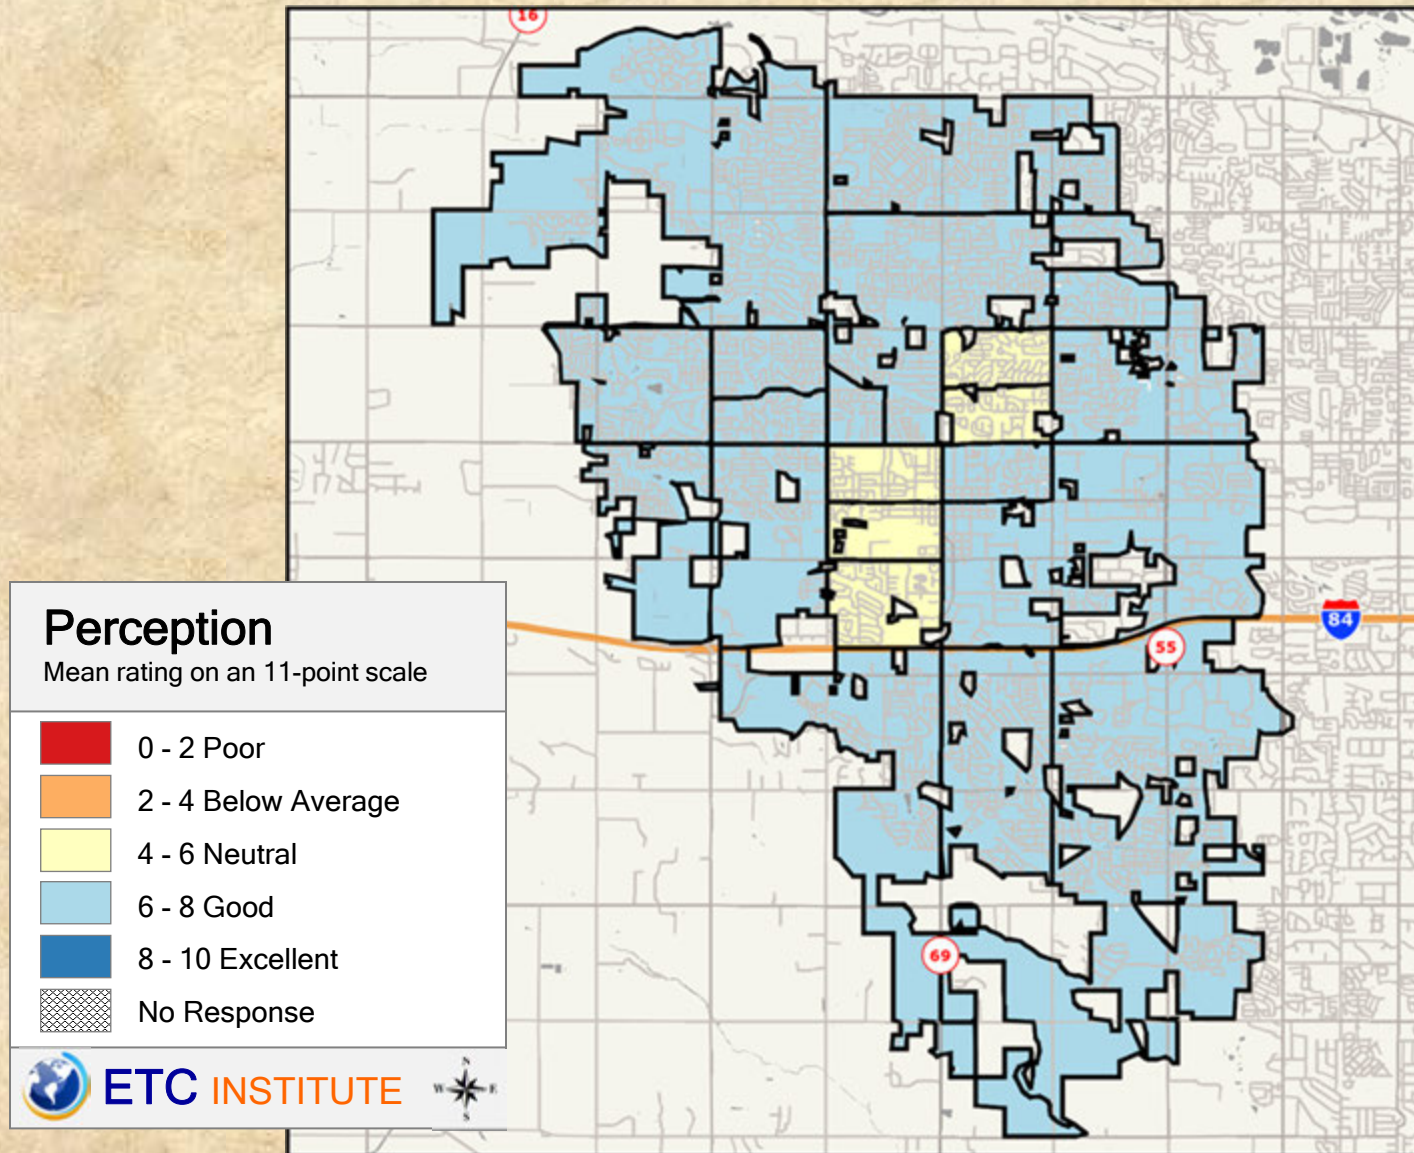 16
84
55
Perception
Mean rating on an 11-point scale
0 - 2 Poor
2 - 4 Below Average
4 - 6 Neutral
6 - 8 Good
8 - 10 Excellent
No Response
69
ETC INSTITUTE
N
W E
S